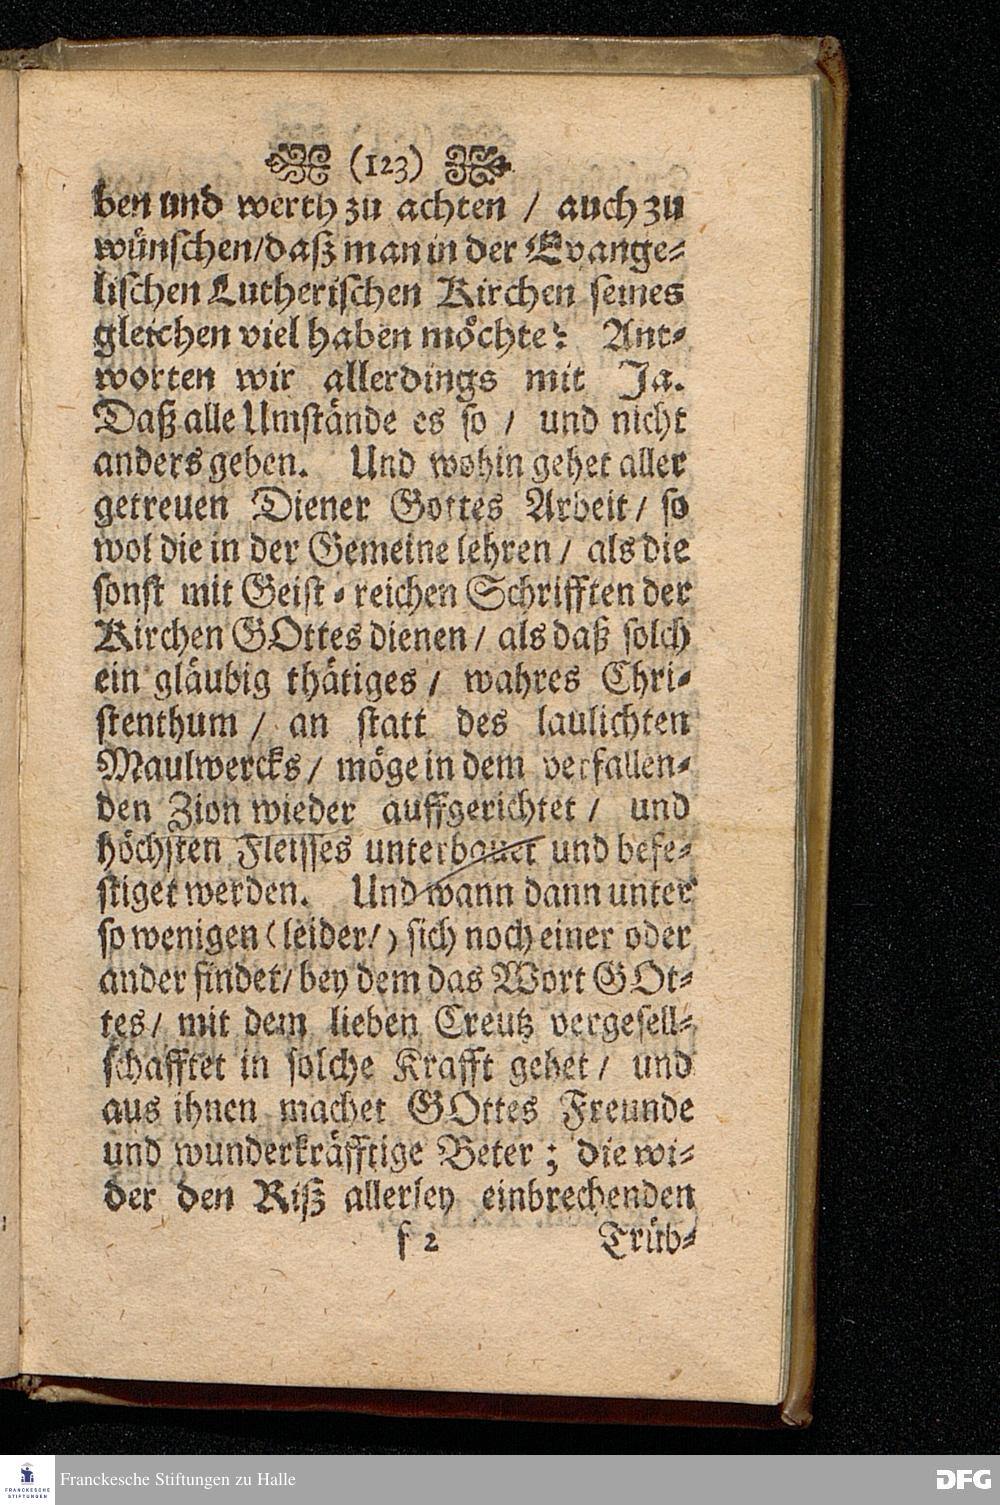 (123)
ben und werth zu achten / auch zu
wünschen/daß man in der Evange-
lischen Lutherischen Kirchen seines
gleichen viel haben möchte: Ant-
worten wir allerdings mit Ja.
Daß alle Umstände es so / und nicht
anders geben. Und wohin gehet aller
getreuen Diener Gottes Arbeit / so
wol die in der Gemeine lehren / als die
sonst mit Geist-reichen Schrifften der
Kirchen GOttes dienen / als daß solch
ein gläubig thätiges / wahres Chri-
stenthum / an statt des laulichten
Maulwercks / möge in dem verfallen-
den Zion wieder auffgerichtet / und
höchsten Fleisses unterbauet und befe-
stiget werden. Und wann dann unter
so wenigen (leider!) sich noch einer oder
ander findet/bey dem das Wort GOt-
tes/ mit dem lieben Creutz vergesell-
schafftet in solche Krafft gehet / und
aus ihnen machet GOttes Freunde
und wunderkräfftige Beter ; die wi-
der den Riß allerley einbrechenden
f 2 Trüb-
FRANCKESCHE STIFTUNGEN
Franckesche Stiftungen zu Halle
DFG